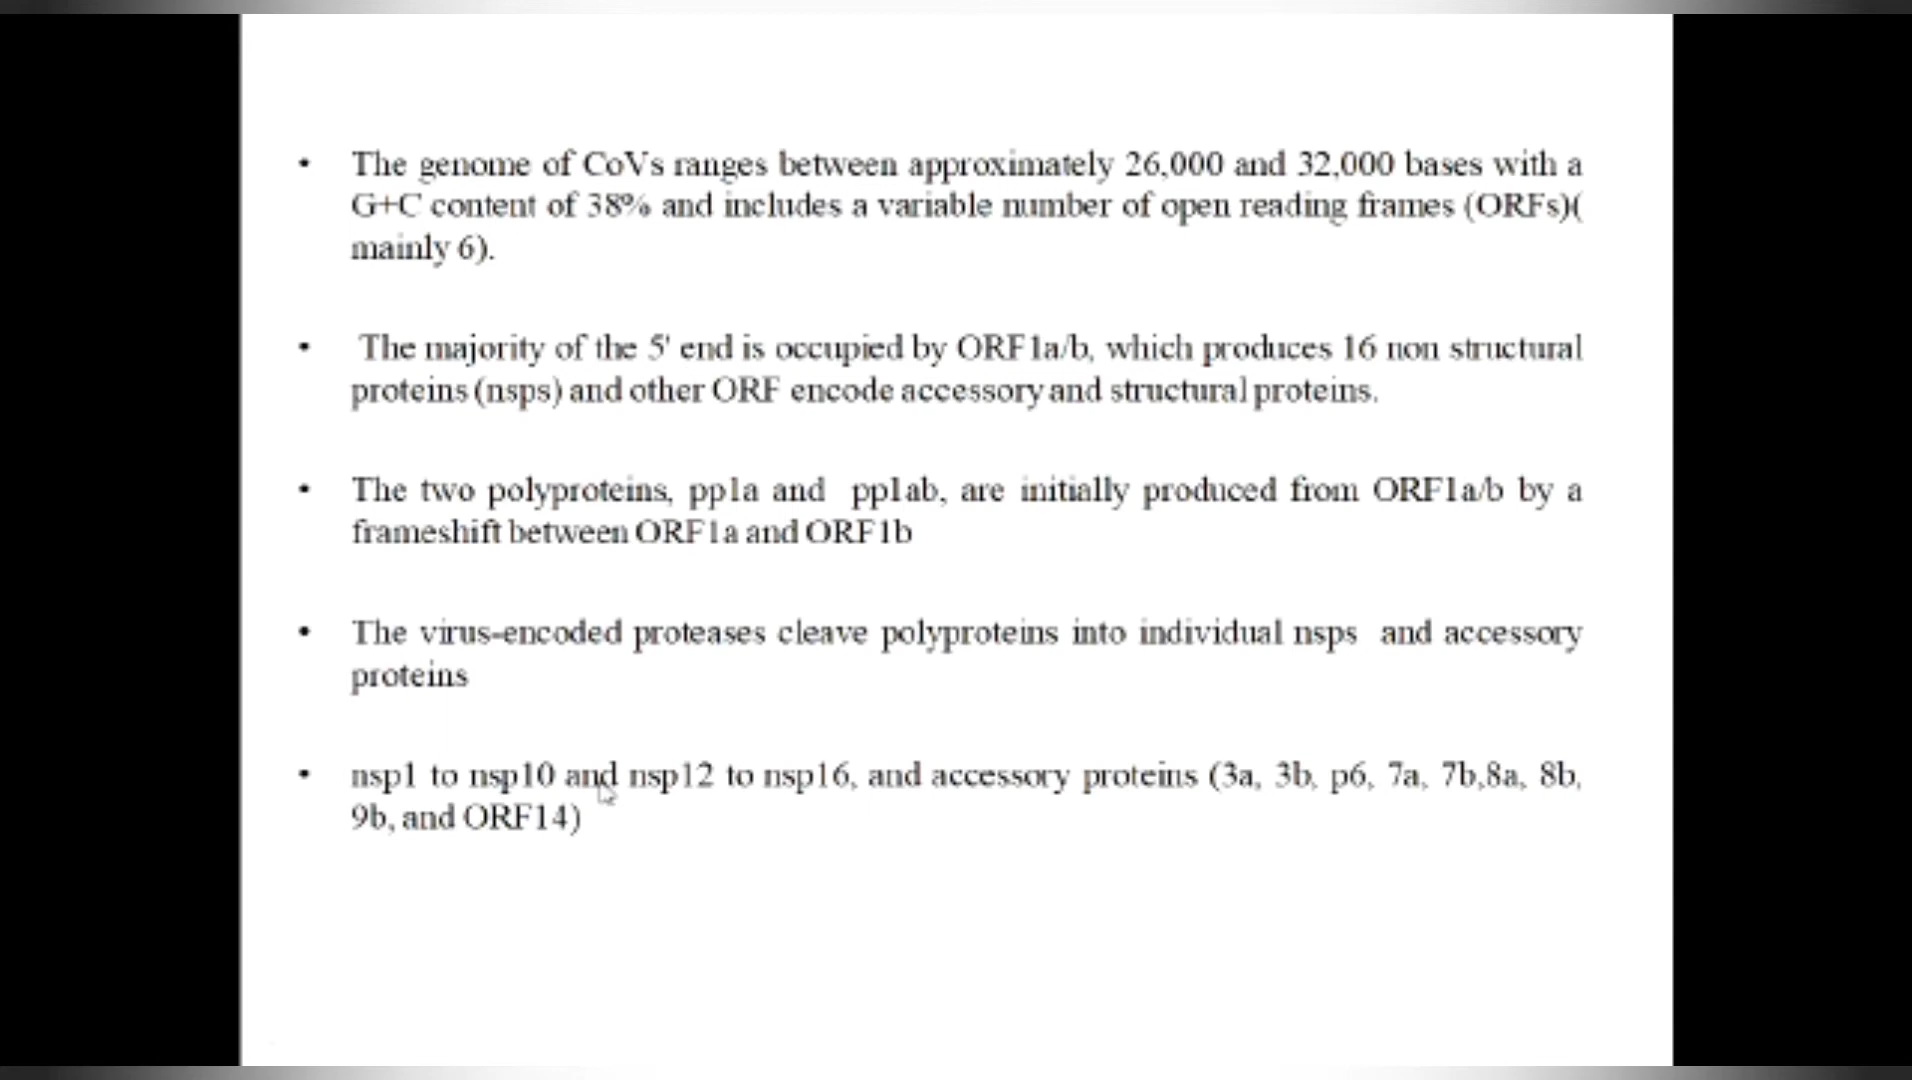 • The genome of CoVs ranges between approximately 26,000 and 32,000 bases with a
G+C content of 38% and includes a variable number of open reading frames (ORFs)(
mainly 6).
• The majority of the 5' end is occupied by ORF1a/b, which produces 16 non structural
proteins (nsps) and other ORF encode accessory and structural proteins.
• The two polyproteins, pp1a and pp1ab, are initially produced from ORF1a/b by a
frameshift between ORF1a and ORF1b
• The virus-encoded proteases cleave polyproteins into individual nsps and accessory
proteins
• nsp1 to nsp10 and nsp12 to nsp16, and accessory proteins (3a, 3b, p6, 7a, 7b,8a, 8b,
9b, and ORF14)